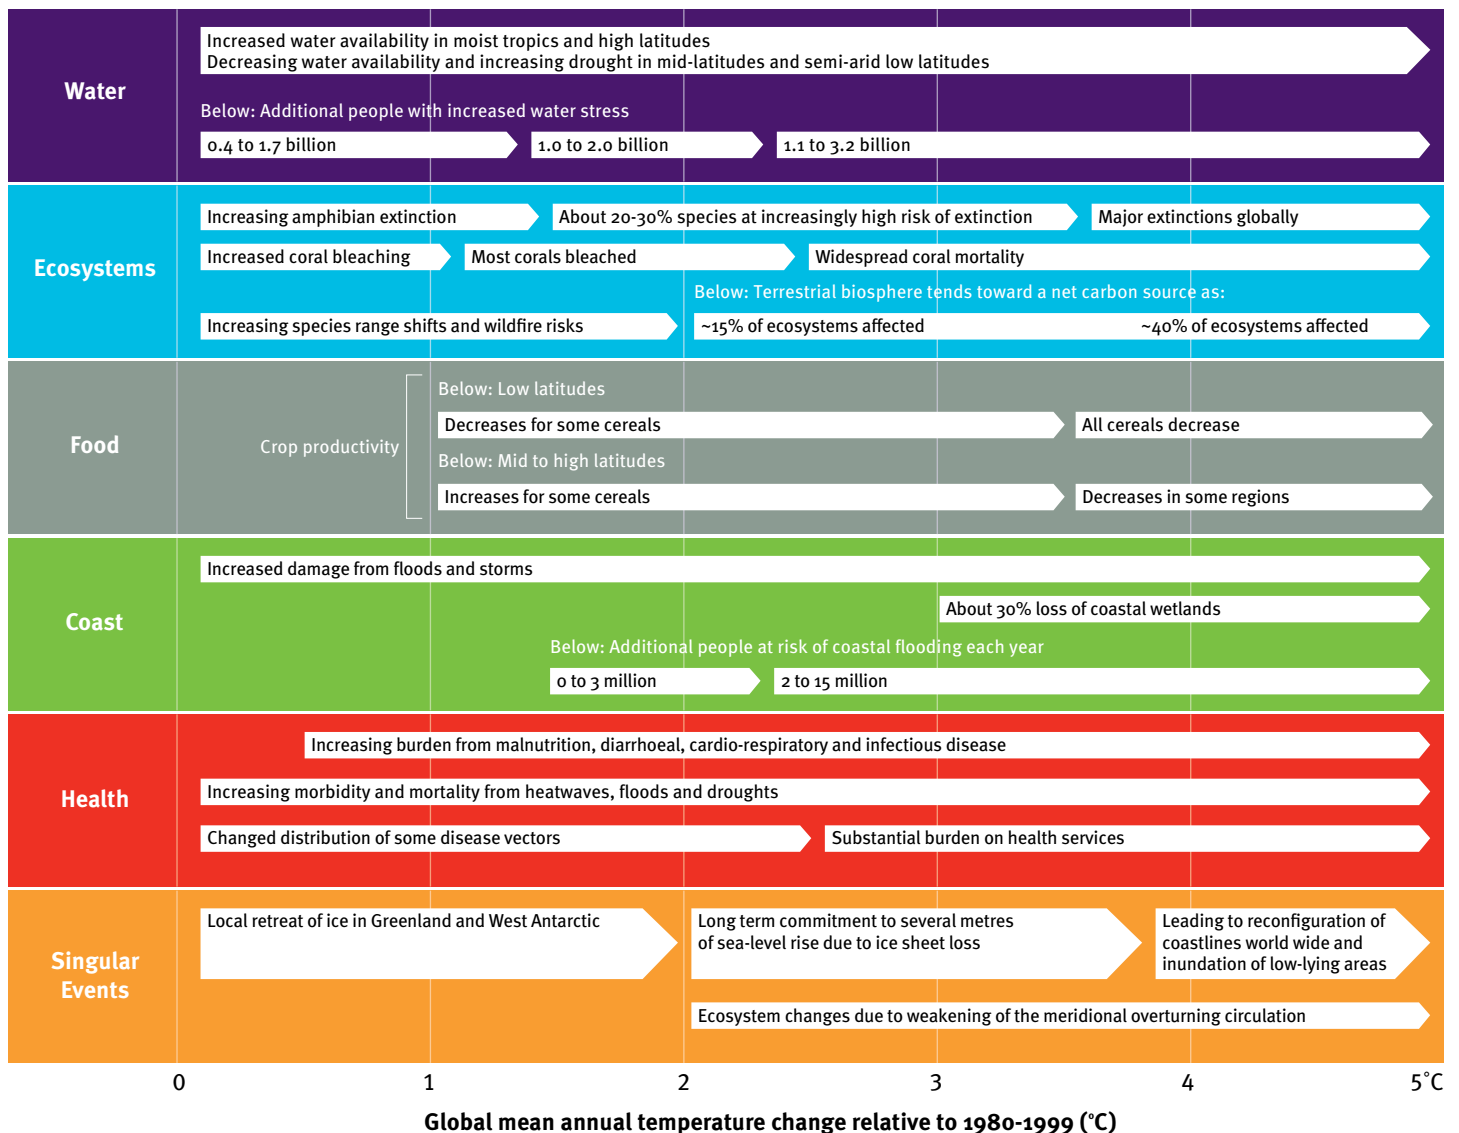 Water
Increased water availability in moist tropics and high latitudes
Decreasing water availability and increasing drought in mid-latitudes and semi-arid low latitudes
Below: Additional people with increased water stress
0.4 to 1.7 billion
1.0 to 2.0 billion
1.1 to 3.2 billion
Ecosystems
Increasing amphibian extinction
About 20-30% species at increasingly high risk of extinction
Major extinctions globally
Increased coral bleaching
Most corals bleached
Widespread coral mortality
Below: Terrestrial biosphere tends toward a net carbon source as:
Increasing species range shifts and wildfire risks
~15% of ecosystems affected
~40% of ecosystems affected
Food
Crop productivity
Below: Low latitudes
Decreases for some cereals
All cereals decrease
Below: Mid to high latitudes
Increases for some cereals
Decreases in some regions
Coast
Increased damage from floods and storms
About 30% loss of coastal wetlands
Below: Additional people at risk of coastal flooding each year
0 to 3 million
2 to 15 million
Health
Increasing burden from malnutrition, diarrhoeal, cardio-respiratory and infectious disease
Increasing morbidity and mortality from heatwaves, floods and droughts
Changed distribution of some disease vectors
Substantial burden on health services
Singular
Events
Local retreat of ice in Greenland and West Antarctic
Long term commitment to several metres
of sea-level rise due to ice sheet loss
Leading to reconfiguration of
coastlines world wide and
inundation of low-lying areas
Ecosystem changes due to weakening of the meridional overturning circulation
0
1
2
3
4
5˚C
Global mean annual temperature change relative to 1980-1999 (˚C)